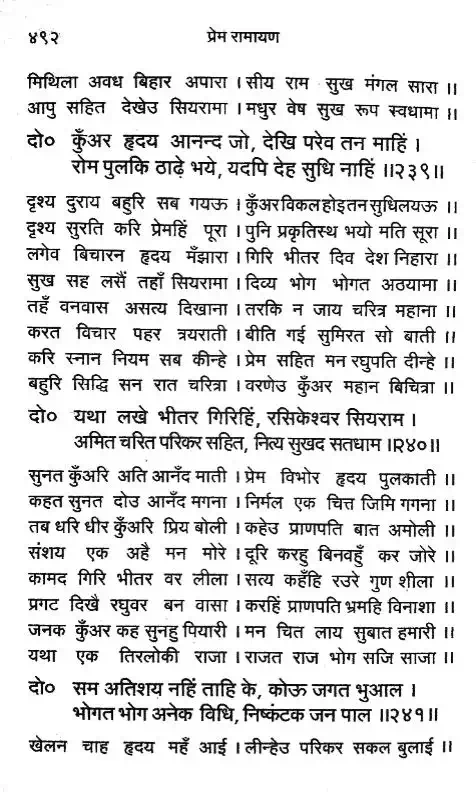 ४९२ प्रेम रामायण
मिथिला अवध बिहार अपारा । सीय राम सुख मंगल सारा ।।
आपु सहित देखेउ सियरामा । मधुर वेष सुख रूप स्वधामा ।।
दो० कुँअर हृदय आनन्द जो, देखि परेव तन माहिं ।
रोम पुलकि ठाढ़े भये, यदपि देह सुधि नाहिं ।।२३९।।
दृश्य दुराय बहुरि सब गयऊ । कुँअर विकल होइ तन सुधि लयऊ ।।
दृश्य सुरति करि प्रेमहिं पूरा । पुनि प्रकृतिस्थ भयो मति सूरा ।।
लगेव बिचारन हृदय मँझारा । गिरि भीतर दिव देश निहारा ।।
सुख सह लसैं तहाँ सियरामा । दिव्य भोग भोगत अठयामा ।।
तहँ वनवास असत्य दिखाना । तरकि न जाय चरित्र महाना ।।
करत विचार पहर त्रयराती । बीति गई सुमिरत सो बाती ।।
करि स्नान नियम सब कीन्हे । प्रेम सहित मन रघुपति दीन्हे ।।
बहुरि सिद्धि सन रात चरित्रा । वरणेउ कुँअर महान बिचित्रा ।।
दो० यथा लखे भीतर गिरिहिं, रसिकेश्वर सियराम ।
अमित चरित परिकर सहित, नित्य सुखद सतधाम ।।२४०।।
सुनत कुँअरि अति आनँद माती । प्रेम विभोर हृदय पुलकाती ।।
कहत सुनत दोउ आनँद मगना । निर्मल एक चित्त जिमि गगना ।।
तब धरि धीर कुँअरि प्रिय बोली । कहेउ प्राणपति बात अमोली ।।
संशय एक अहै मन मोरे । दूरि करहु बिनवहुँ कर जोरे ।।
कामद गिरि भीतर वर लीला । सत्य कहँहि रउरे गुण शीला ।।
प्रगट दिखै रघुवर बन वासा । करहिं प्राणपति भ्रमहि विनाशा ।।
जनक कुँअर कह सुनहु पियारी । मन चित लाय सुबात हमारी ।।
यथा एक तिरलोकी राजा । राजत राज भोग सजि साजा ।।
दो० सम अतिशय नहिं ताहि के, कोऊ जगत भुआल ।
भोगत भोग अनेक विधि, निष्कंटक जन पाल ।।२४१।।
खेलन चाह हृदय महँ आई । लीन्हेउ परिकर सकल बुलाई ।।